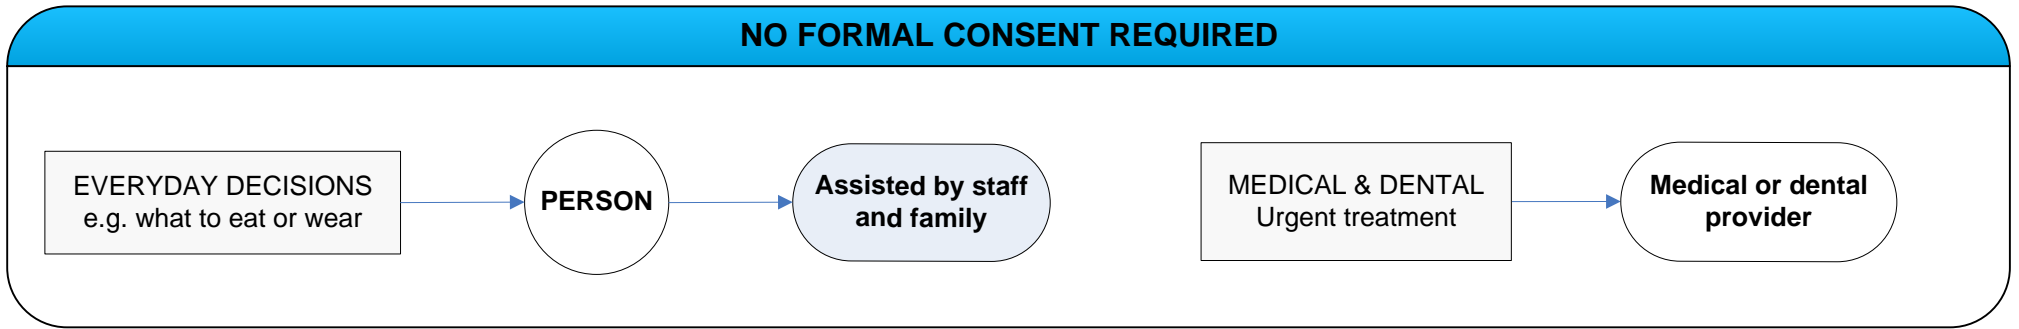 NO FORMAL CONSENT REQUIRED
EVERYDAY DECISIONS
e.g. what to eat or wear
PERSON
Assisted by staff
and family
MEDICAL & DENTAL
Urgent treatment
Medical or dental
provider